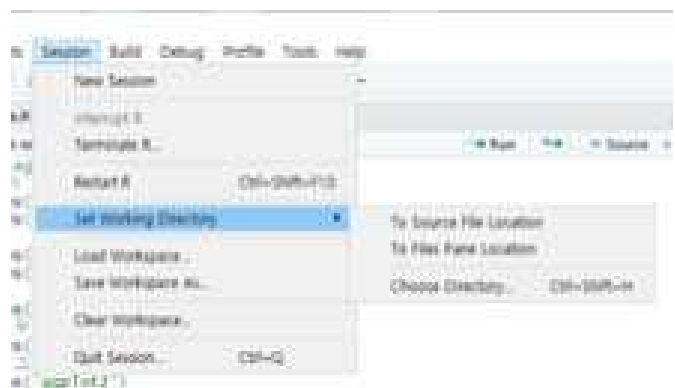 Session Build Debug Profile Tools Help
New Session
Interrupt R
Terminate R...
Run Source
Restart R Ctrl+Shift+F10
Set Working Directory
To Source File Location
To Files Pane Location
Load Workspace...
Save Workspace As...
Choose Directory... Ctrl+Shift+H
Clear Workspace...
Quit Session... Ctrl+Q
"ggplot2")